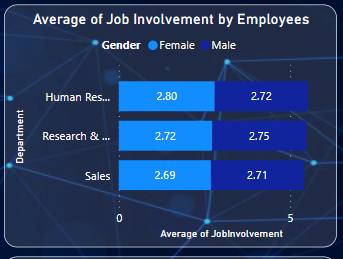 Average of Job Involvement by Employees
Gender Female Male
Department
Human Res... 2.80 2.72
Research & ... 2.72 2.75
Sales 2.69 2.71
0 5
Average of JobInvolvement